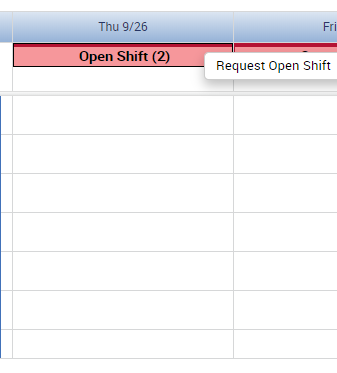 Thu 9/26
Fri
Open Shift (2)
Request Open Shift